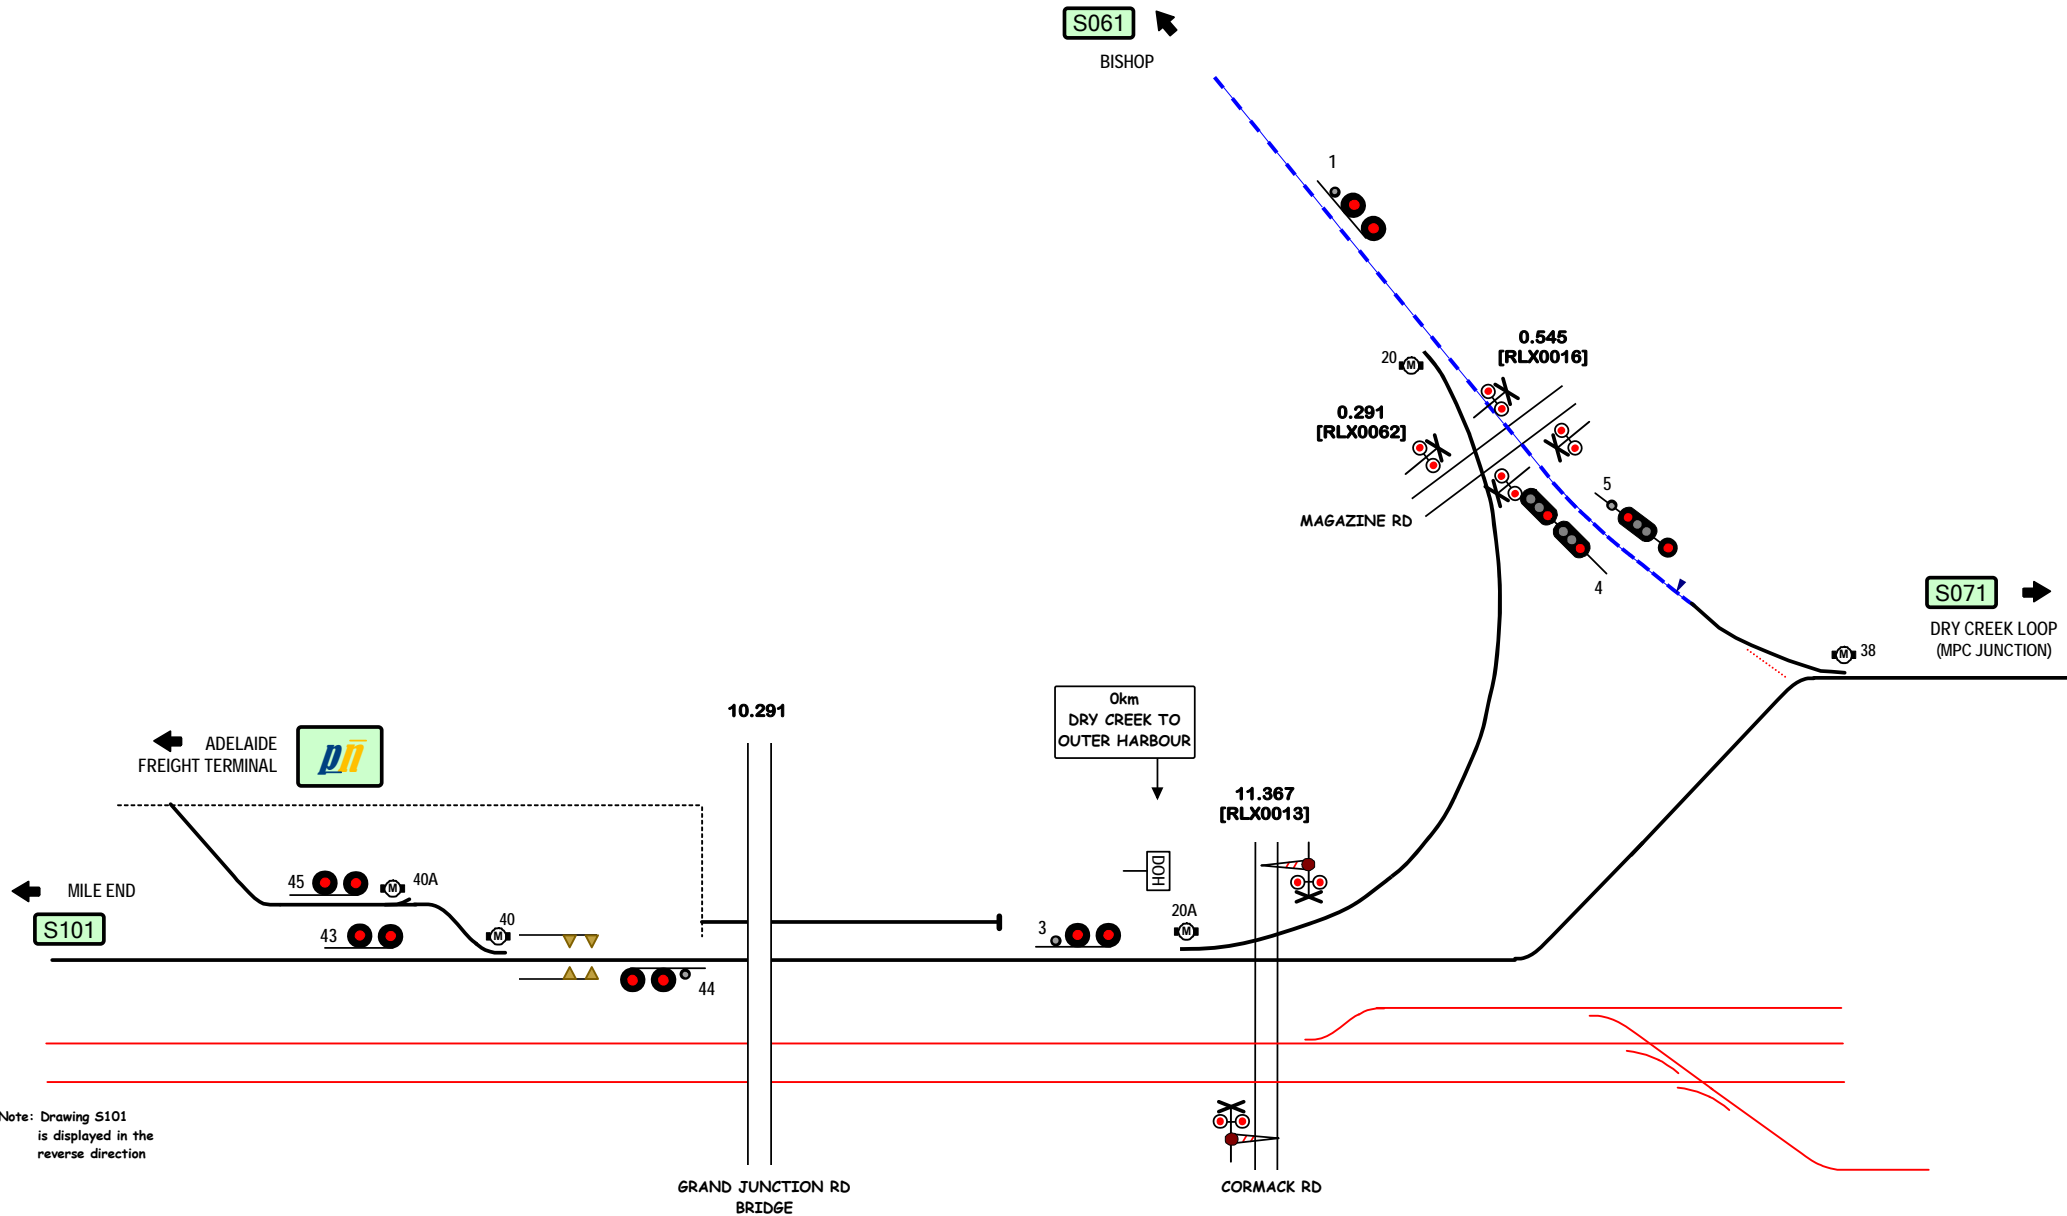 S061
BISHOP
1
20
M
0.545
[RLX0016]
0.291
[RLX0062]
MAGAZINE RD
5
4
S071
DRY CREEK LOOP
(MPC JUNCTION)
M
38
0km
DRY CREEK TO
OUTER HARBOUR
10.291
ADELAIDE
FREIGHT TERMINAL
pn
11.367
[RLX0013]
DOH
MILE END
S101
45
M
40A
43
40
M
44
3
20A
M
Note: Drawing S101
is displayed in the
reverse direction
GRAND JUNCTION RD
BRIDGE
CORMACK RD